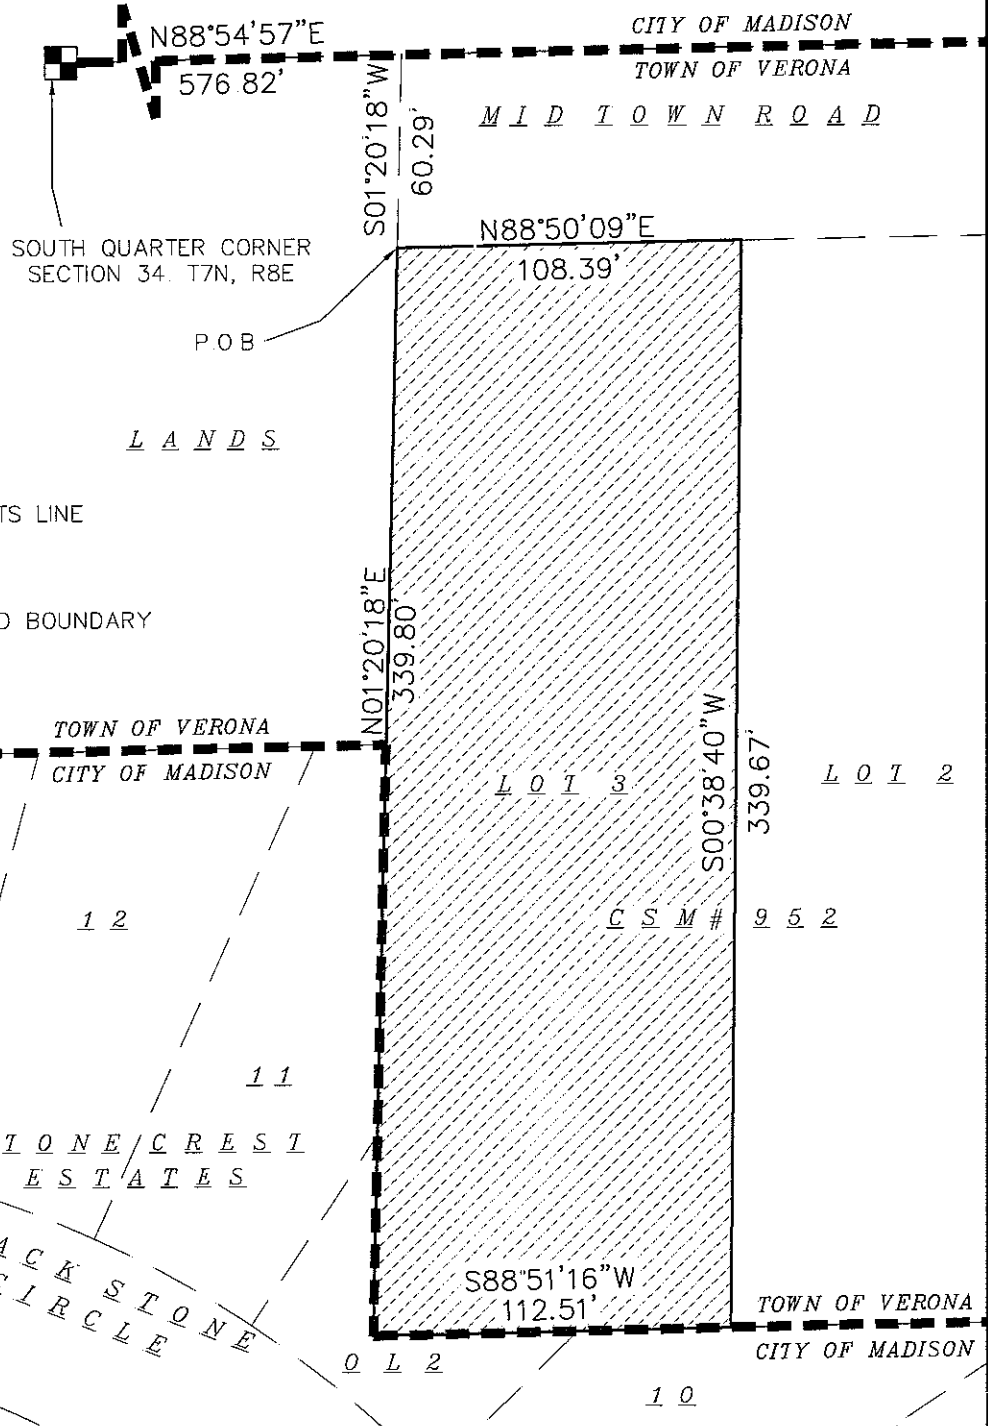 N88°54'57"E
576.82'
CITY OF MADISON
TOWN OF VERONA
MID TOWN ROAD
S01°20'18"W
60.29'
SOUTH QUARTER CORNER
SECTION 34. T7N, R8E
N88°50'09"E
108.39'
P.O.B
LANDS
TS LINE
D BOUNDARY
N01°20'18"E
339.80'
TOWN OF VERONA
CITY OF MADISON
LOT 3
S00°38'40"W
339.67'
LOT 2
CSM# 952
12
11
TONE CREST
ESTATES
ACK STONE
CIRCLE
S88°51'16"W
112.51'
TOWN OF VERONA
CITY OF MADISON
OL 2
10